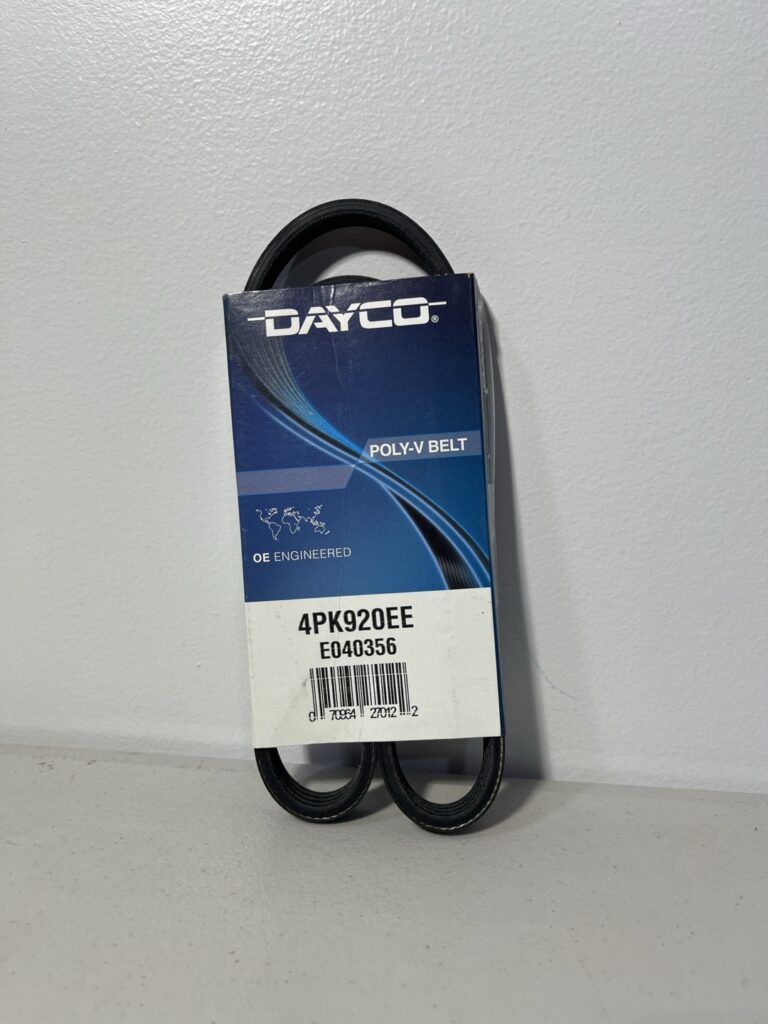 DAYCO®
POLY-V BELT
OE ENGINEERED
4PK920EE
E040356
0 70964 27012 2